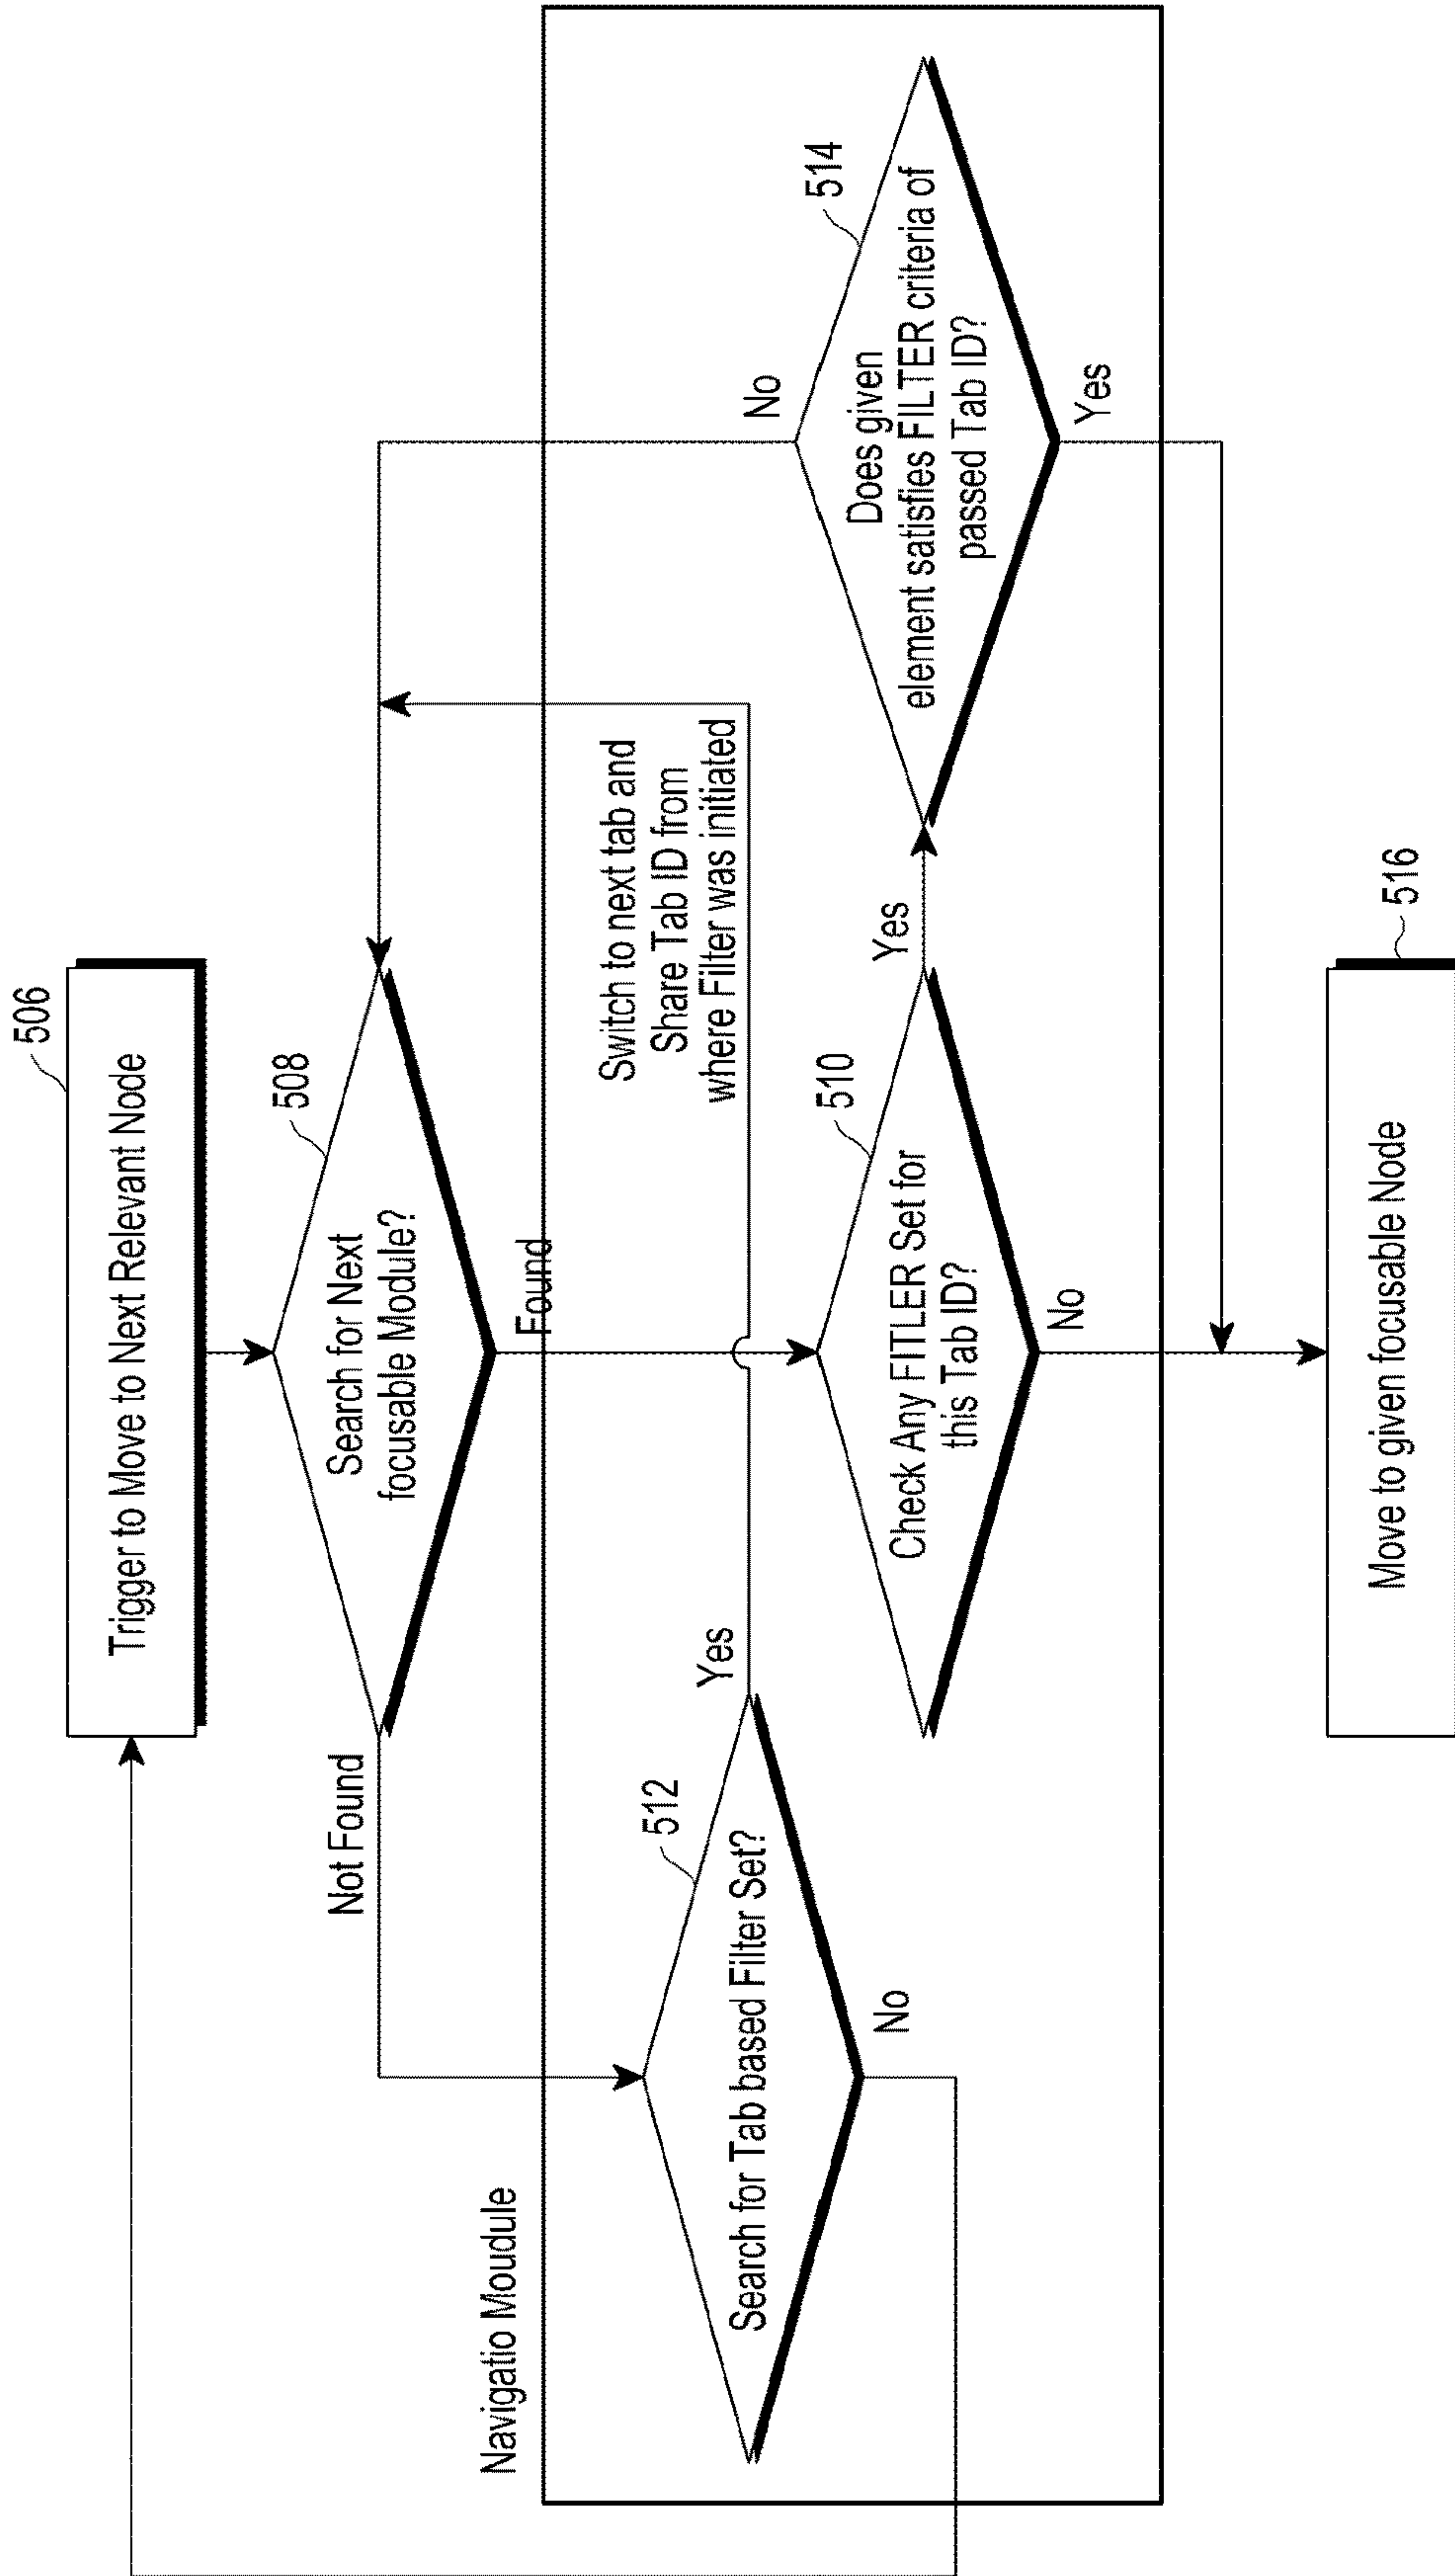 506
Trigger to Move to Next Relevant Node
508
Search for Next
focusable Module?
Not Found
Found
Navigatio Moudule
512
Search for Tab based Filter Set?
Yes
No
Switch to next tab and
Share Tab ID from
where Filter was initiated
510
Check Any FITLER Set for
this Tab ID?
Yes
No
514
Does given
element satisfies FILTER criteria of
passed Tab ID?
No
Yes
516
Move to given focusable Node